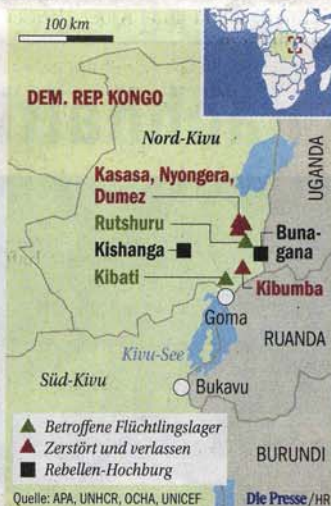 100 km
DEM. REP. KONGO
Nord-Kivu
UGANDA
Kasasa, Nyongera,
Dumez
Rutshuru
Buna-
gana
Kishanga
Kibati
Kibumba
Goma
RUANDA
Kivu-See
Süd-Kivu
Bukavu
Betroffene Flüchtlingslager
Zerstört und verlassen
Rebellen-Hochburg
BURUNDI
Quelle: APA, UNHCR, OCHA, UNICEF
Die Presse/HR